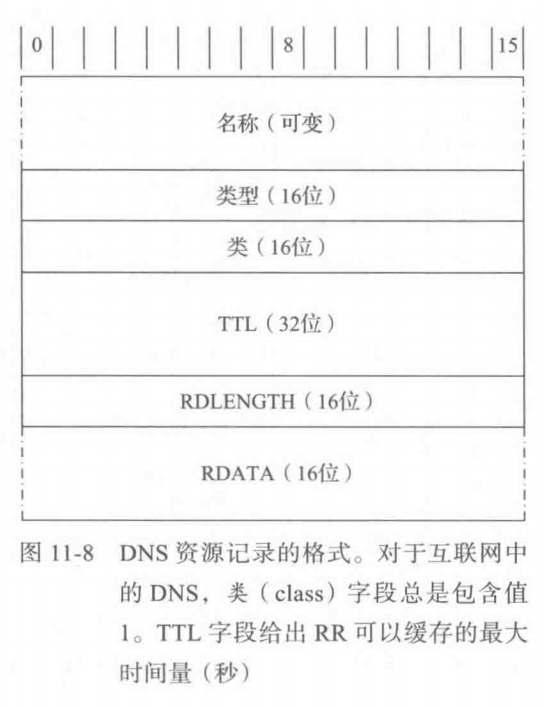 0 8 15
名称（可变）
类型（16位）
类（16位）
TTL（32位）
RDLENGTH（16位）
RDATA（16位）
图 11-8 DNS 资源记录的格式。对于互联网中
的 DNS，类（class）字段总是包含值
1。TTL 字段给出 RR 可以缓存的最大
时间量（秒）